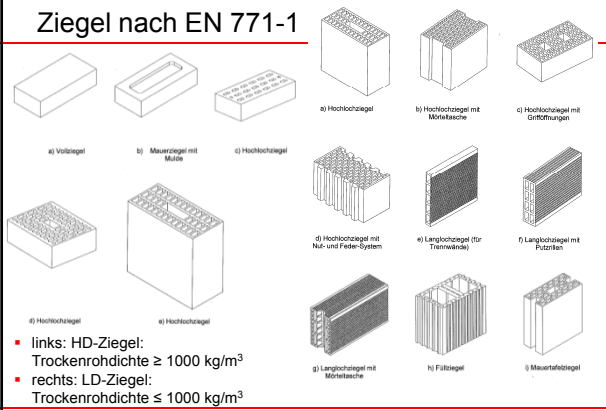 Ziegel nach EN 771-1
a) Vollziegel
b) Mauerziegel mit
Mulde
c) Hochlochziegel
d) Hochlochziegel
e) Hochlochziegel
▪ links: HD-Ziegel:
Trockenrohdichte ≥ 1000 kg/m³
▪ rechts: LD-Ziegel:
Trockenrohdichte ≤ 1000 kg/m³
a) Hochlochziegel
b) Hochlochziegel mit
Mörteltasche
c) Hochlochziegel mit
Grifföffnungen
d) Hochlochziegel mit
Nut- und Feder-System
e) Langlochziegel (für
Trennwände)
f) Langlochziegel mit
Putzrillen
g) Langlochziegel mit
Mörteltasche
h) Füllziegel
i) Mauertafelziegel